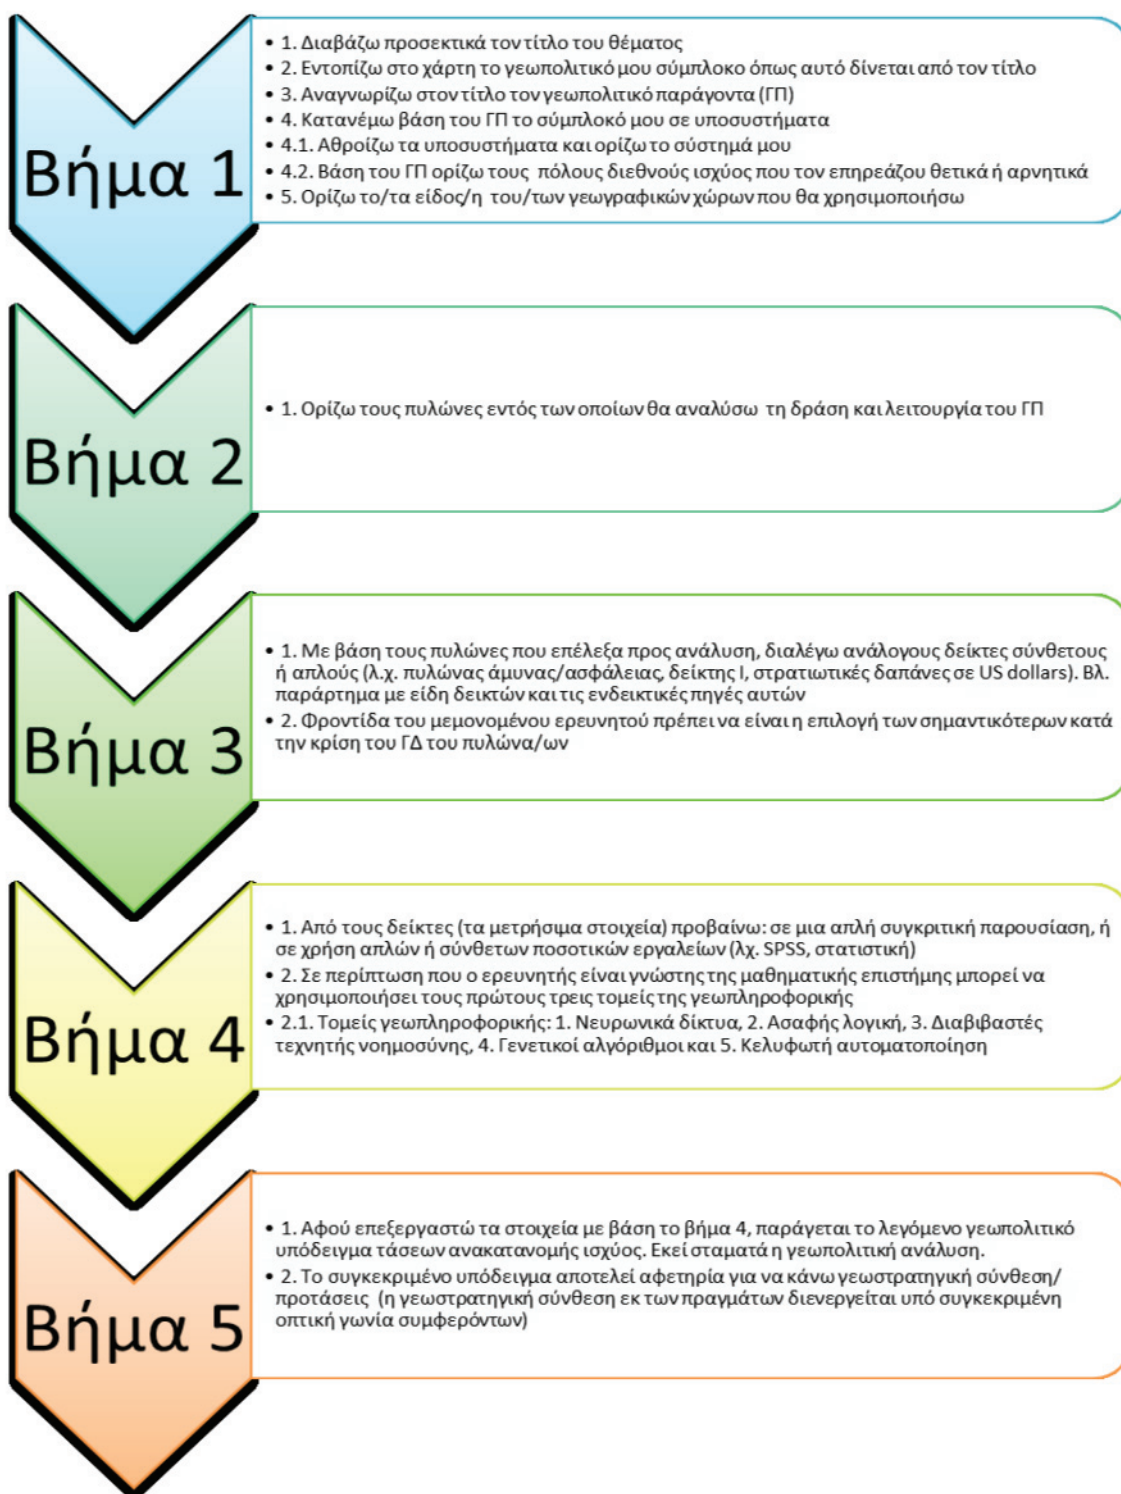 Βήμα 1
• 1. Διαβάζω προσεκτικά τον τίτλο του θέματος
• 2. Εντοπίζω στο χάρτη το γεωπολιτικό μου σύμπλοκο όπως αυτό δίνεται από τον τίτλο
• 3. Αναγνωρίζω στον τίτλο τον γεωπολιτικό παράγοντα (ΓΠ)
• 4. Κατανέμω βάση του ΓΠ το σύμπλοκό μου σε υποσυστήματα
• 4.1. Αθροίζω τα υποσυστήματα και ορίζω το σύστημά μου
• 4.2. Βάση του ΓΠ ορίζω τους πόλους διεθνούς ισχύος που τον επηρεάζου θετικά ή αρνητικά
• 5. Ορίζω το/τα είδος/η του/των γεωγραφικών χώρων που θα χρησιμοποιήσω
Βήμα 2
• 1. Ορίζω τους πυλώνες εντός των οποίων θα αναλύσω τη δράση και λειτουργία του ΓΠ
Βήμα 3
• 1. Με βάση τους πυλώνες που επέλεξα προς ανάλυση, διαλέγω ανάλογους δείκτες σύνθετους
ή απλούς (λ.χ. πυλώνας άμυνας/ασφάλειας, δείκτης Ι, στρατιωτικές δαπάνες σε US dollars). Βλ.
παράρτημα με είδη δεικτών και τις ενδεικτικές πηγές αυτών
• 2. Φροντίδα του μεμονομένου ερευνητού πρέπει να είναι η επιλογή των σημαντικότερων κατά
την κρίση του ΓΔ του πυλώνα/ων
Βήμα 4
• 1. Από τους δείκτες (τα μετρήσιμα στοιχεία) προβαίνω: σε μια απλή συγκριτική παρουσίαση, ή
σε χρήση απλών ή σύνθετων ποσοτικών εργαλείων (λχ. SPSS, στατιστική)
• 2. Σε περίπτωση που ο ερευνητής είναι γνώστης της μαθηματικής επιστήμης μπορεί να
χρησιμοποιήσει τους πρώτους τρεις τομείς της γεωπληροφορικής
• 2.1. Τομείς γεωπληροφορικής: 1. Νευρωνικά δίκτυα, 2. Ασαφής λογική, 3. Διαβιβαστές
τεχνητής νοημοσύνης, 4. Γενετικοί αλγόριθμοι και 5. Κελυφωτή αυτοματοποίηση
Βήμα 5
• 1. Αφού επεξεργαστώ τα στοιχεία με βάση το βήμα 4, παράγεται το λεγόμενο γεωπολιτικό
υπόδειγμα τάσεων ανακατανομής ισχύος. Εκεί σταματά η γεωπολιτική ανάλυση.
• 2. Το συγκεκριμένο υπόδειγμα αποτελεί αφετηρία για να κάνω γεωστρατηγική σύνθεση/
προτάσεις (η γεωστρατηγική σύνθεση εκ των πραγμάτων διενεργείται υπό συγκεκριμένη
οπτική γωνία συμφερόντων)